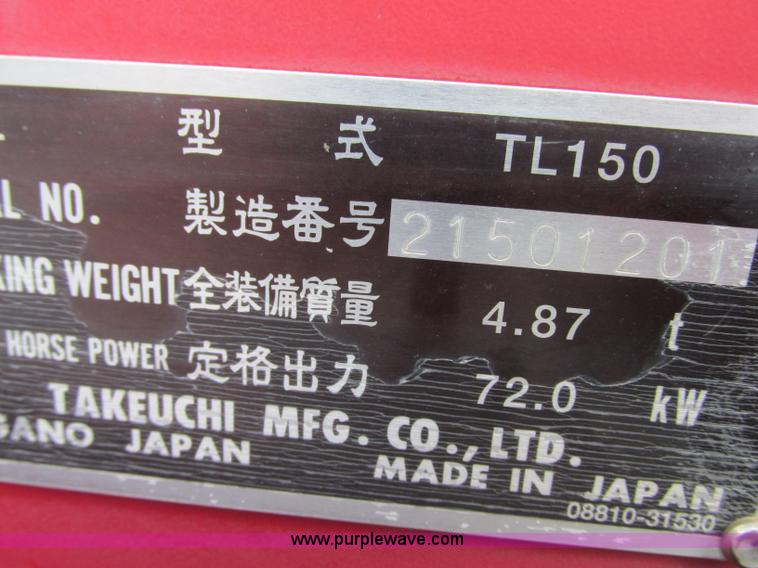 型 式 TL150
L NO. 製造番号 21501201
KING WEIGHT 全装備質量 4.87 t
HORSE POWER 定格出力 72.0 kW
TAKEUCHI MFG. CO., LTD.
GANO JAPAN MADE IN JAPAN
08810-31530
www.purplewave.com